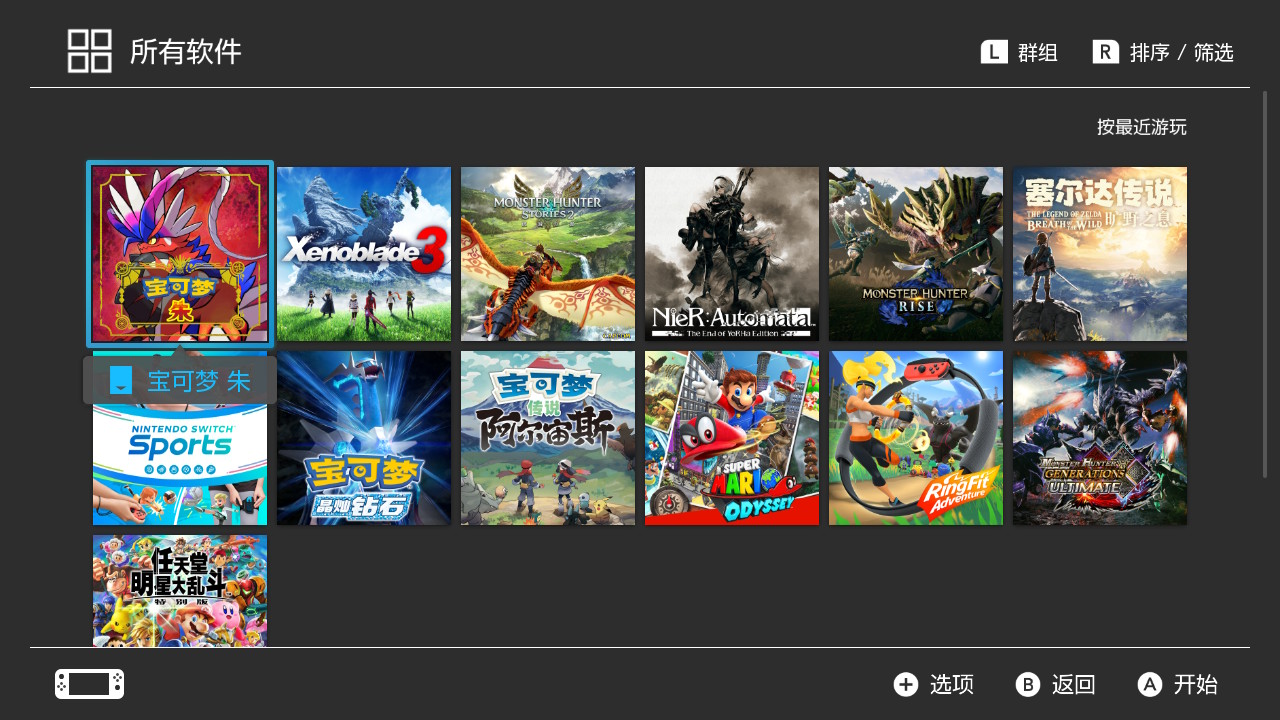 所有软件
L 群组
R 排序 / 筛选
按最近游玩
宝可梦
朱
Xenoblade 3
MONSTER HUNTER
STORIES 2
NieR:Automata
The End of YoRHa Edition
MONSTER HUNTER
RISE
塞尔达传说
THE LEGEND OF ZELDA
BREATH OF THE WILD
旷野之息
宝可梦 朱
NINTENDO SWITCH
Sports
宝可梦
晶灿钻石
宝可梦
传说
阿尔宙斯
SUPER
MARIO
ODYSSEY
RingFit
Adventure
MONSTER HUNTER
GENERATIONS
ULTIMATE
任天堂
明星大乱斗
特别版
+ 选项
B 返回
A 开始